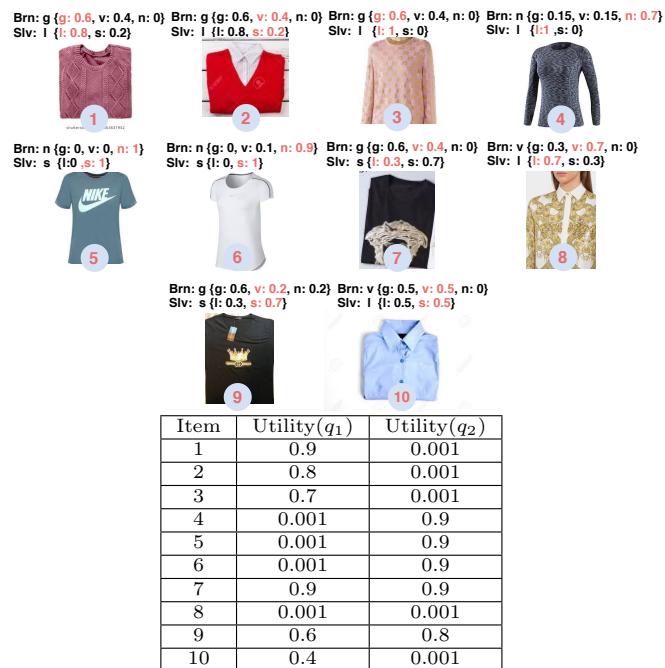 Brn: g {g: 0.6, v: 0.4, n: 0} Brn: g {g: 0.6, v: 0.4, n: 0} Brn: g {g: 0.6, v: 0.4, n: 0} Brn: n {g: 0.15, v: 0.15, n: 0.7}
Slv: l {l: 0.8, s: 0.2} Slv: l {l: 0.8, s: 0.2} Slv: l {l: 1, s: 0} Slv: l {l:1 ,s: 0}
1 2 3 4
Brn: n {g: 0, v: 0, n: 1} Brn: n {g: 0, v: 0.1, n: 0.9} Brn: g {g: 0.6, v: 0.4, n: 0} Brn: v {g: 0.3, v: 0.7, n: 0}
Slv: s {l:0 ,s: 1} Slv: s {l: 0, s: 1} Slv: s {l: 0.3, s: 0.7} Slv: l {l: 0.7, s: 0.3}
NIKE
5 6 7 8
Brn: g {g: 0.6, v: 0.2, n: 0.2} Brn: v {g: 0.5, v: 0.5, n: 0}
Slv: s {l: 0.3, s: 0.7} Slv: l {l: 0.5, s: 0.5}
9 10
Item Utility(q₁) Utility(q₂)
1 0.9 0.001
2 0.8 0.001
3 0.7 0.001
4 0.001 0.9
5 0.001 0.9
6 0.001 0.9
7 0.9 0.9
8 0.001 0.001
9 0.6 0.8
10 0.4 0.001